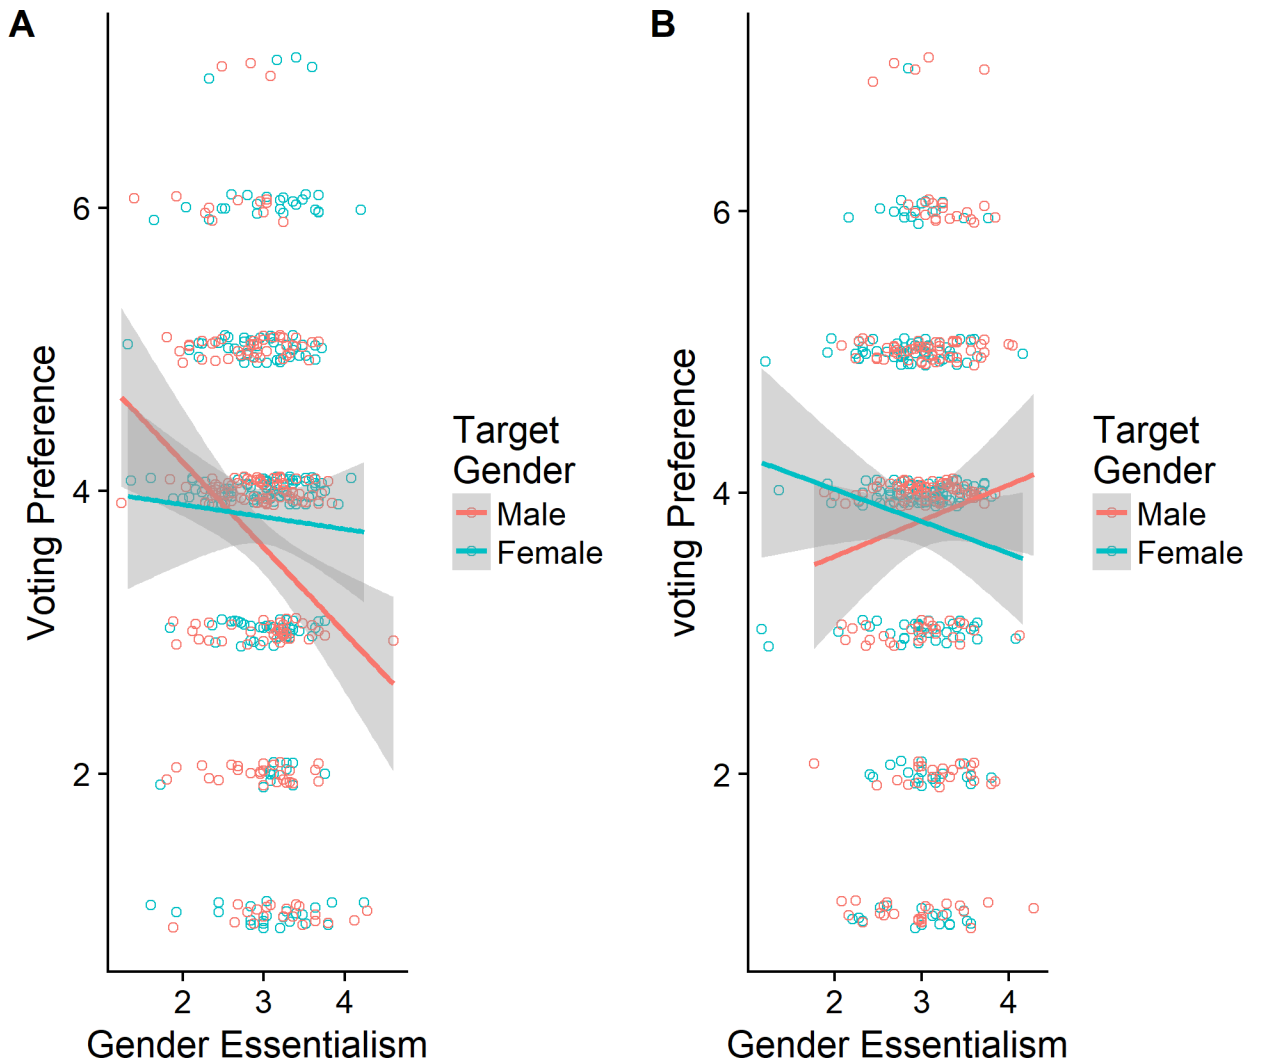 A
6
4
2
Voting Preference
2 3 4
Gender Essentialism
Target
Gender
Male
Female
B
6
4
2
voting Preference
2 3 4
Gender Essentialism
Target
Gender
Male
Female